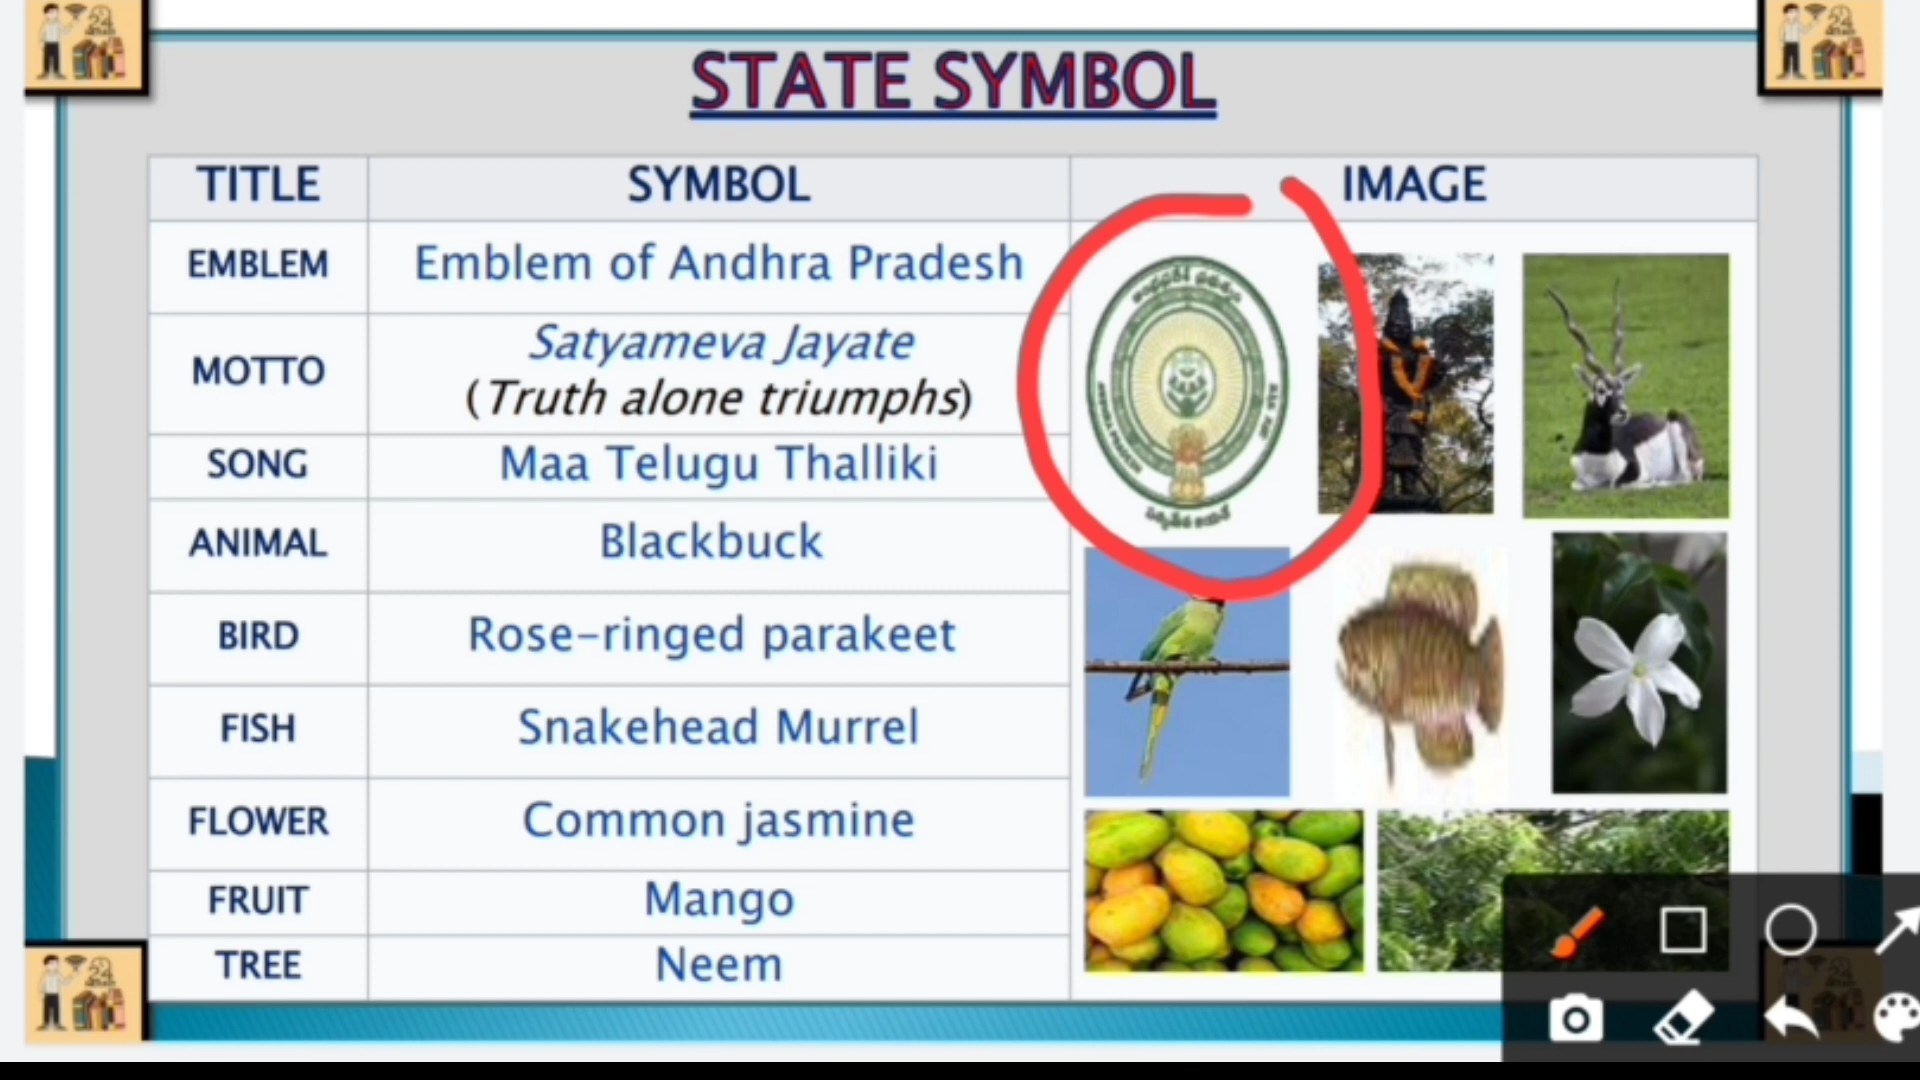 STATE SYMBOL
TITLE SYMBOL IMAGE
EMBLEM Emblem of Andhra Pradesh
MOTTO Satyameva Jayate
(Truth alone triumphs)
SONG Maa Telugu Thalliki
ANIMAL Blackbuck
BIRD Rose-ringed parakeet
FISH Snakehead Murrel
FLOWER Common jasmine
FRUIT Mango
TREE Neem